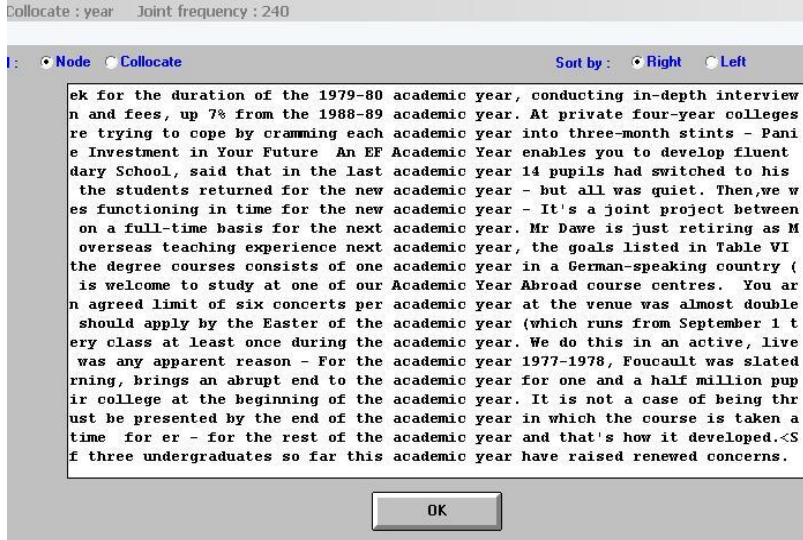 Collocate : year Joint frequency : 240
: Node Collocate Sort by : Right Left
ek for the duration of the 1979-80 academic year, conducting in-depth interview
n and fees, up 7% from the 1988-89 academic year. At private four-year colleges
re trying to cope by cramming each academic year into three-month stints - Pani
e Investment in Your Future An EF Academic Year enables you to develop fluent
dary School, said that in the last academic year 14 pupils had switched to his
the students returned for the new academic year - but all was quiet. Then,we w
es functioning in time for the new academic year - It's a joint project between
on a full-time basis for the next academic year. Mr Dawe is just retiring as M
overseas teaching experience next academic year, the goals listed in Table VI
the degree courses consists of one academic year in a German-speaking country (
is welcome to study at one of our Academic Year Abroad course centres. You ar
n agreed limit of six concerts per academic year at the venue was almost double
should apply by the Easter of the academic year (which runs from September 1 t
ery class at least once during the academic year. We do this in an active, live
was any apparent reason - For the academic year 1977-1978, Foucault was slated
rning, brings an abrupt end to the academic year for one and a half million pup
ir college at the beginning of the academic year. It is not a case of being thr
ust be presented by the end of the academic year in which the course is taken a
time for er - for the rest of the academic year and that's how it developed.<S
f three undergraduates so far this academic year have raised renewed concerns.
OK